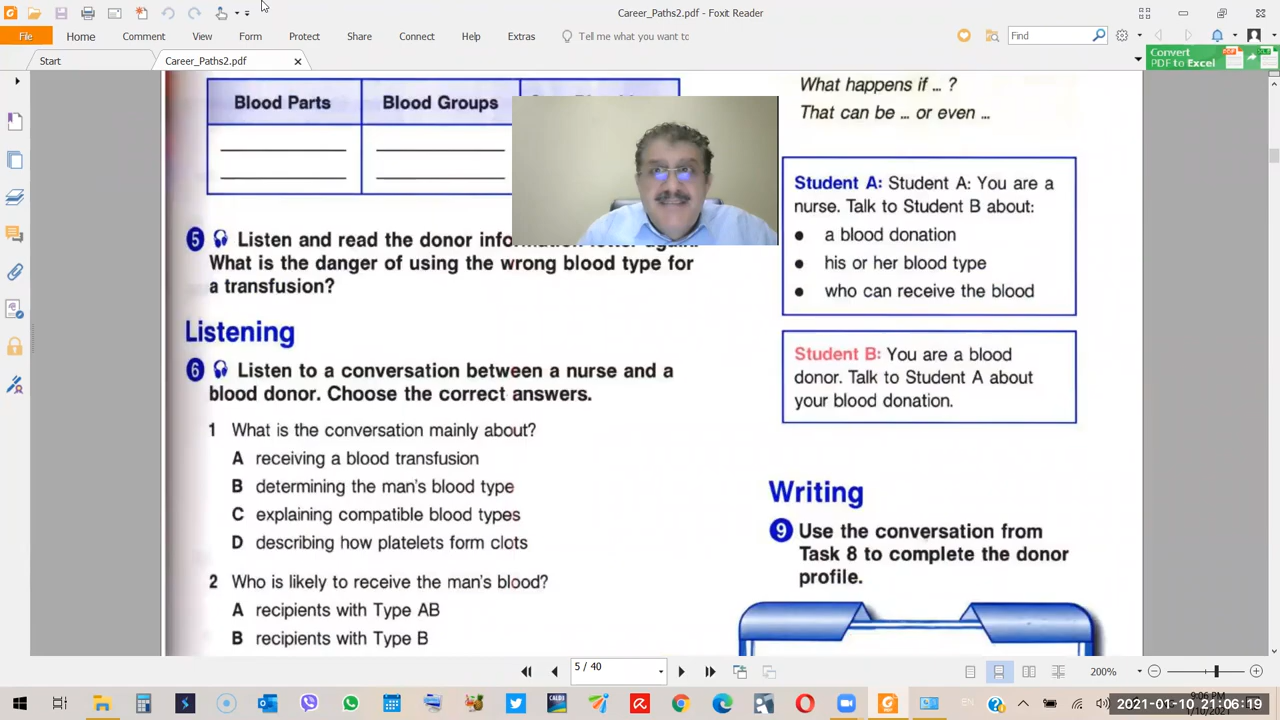 Career_Paths2.pdf - Foxit Reader
File Home Comment View Form Protect Share Connect Help Extras Tell me what you want to Find
Start Career_Paths2.pdf
Convert
PDF to Excel
Blood Parts Blood Groups
5 Listen and read the donor information letter again.
What is the danger of using the wrong blood type for
a transfusion?
Listening
6 Listen to a conversation between a nurse and a
blood donor. Choose the correct answers.
1 What is the conversation mainly about?
A receiving a blood transfusion
B determining the man's blood type
C explaining compatible blood types
D describing how platelets form clots
2 Who is likely to receive the man's blood?
A recipients with Type AB
B recipients with Type B
What happens if ... ?
That can be ... or even ...
Student A: Student A: You are a
nurse. Talk to Student B about:
● a blood donation
● his or her blood type
● who can receive the blood
Student B: You are a blood
donor. Talk to Student A about
your blood donation.
Writing
9 Use the conversation from
Task 8 to complete the donor
profile.
5 / 40 200%
9:06 PM
2021-01-10 21:06:19